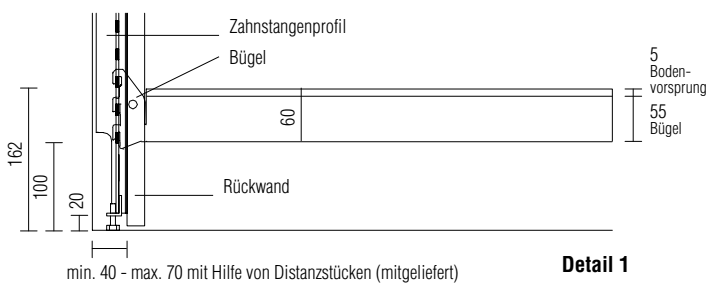 Zahnstangenprofil
Bügel
5
Boden-
vorsprung
55
Bügel
60
162
100
20
Rückwand
min. 40 - max. 70 mit Hilfe von Distanzstücken (mitgeliefert)
Detail 1